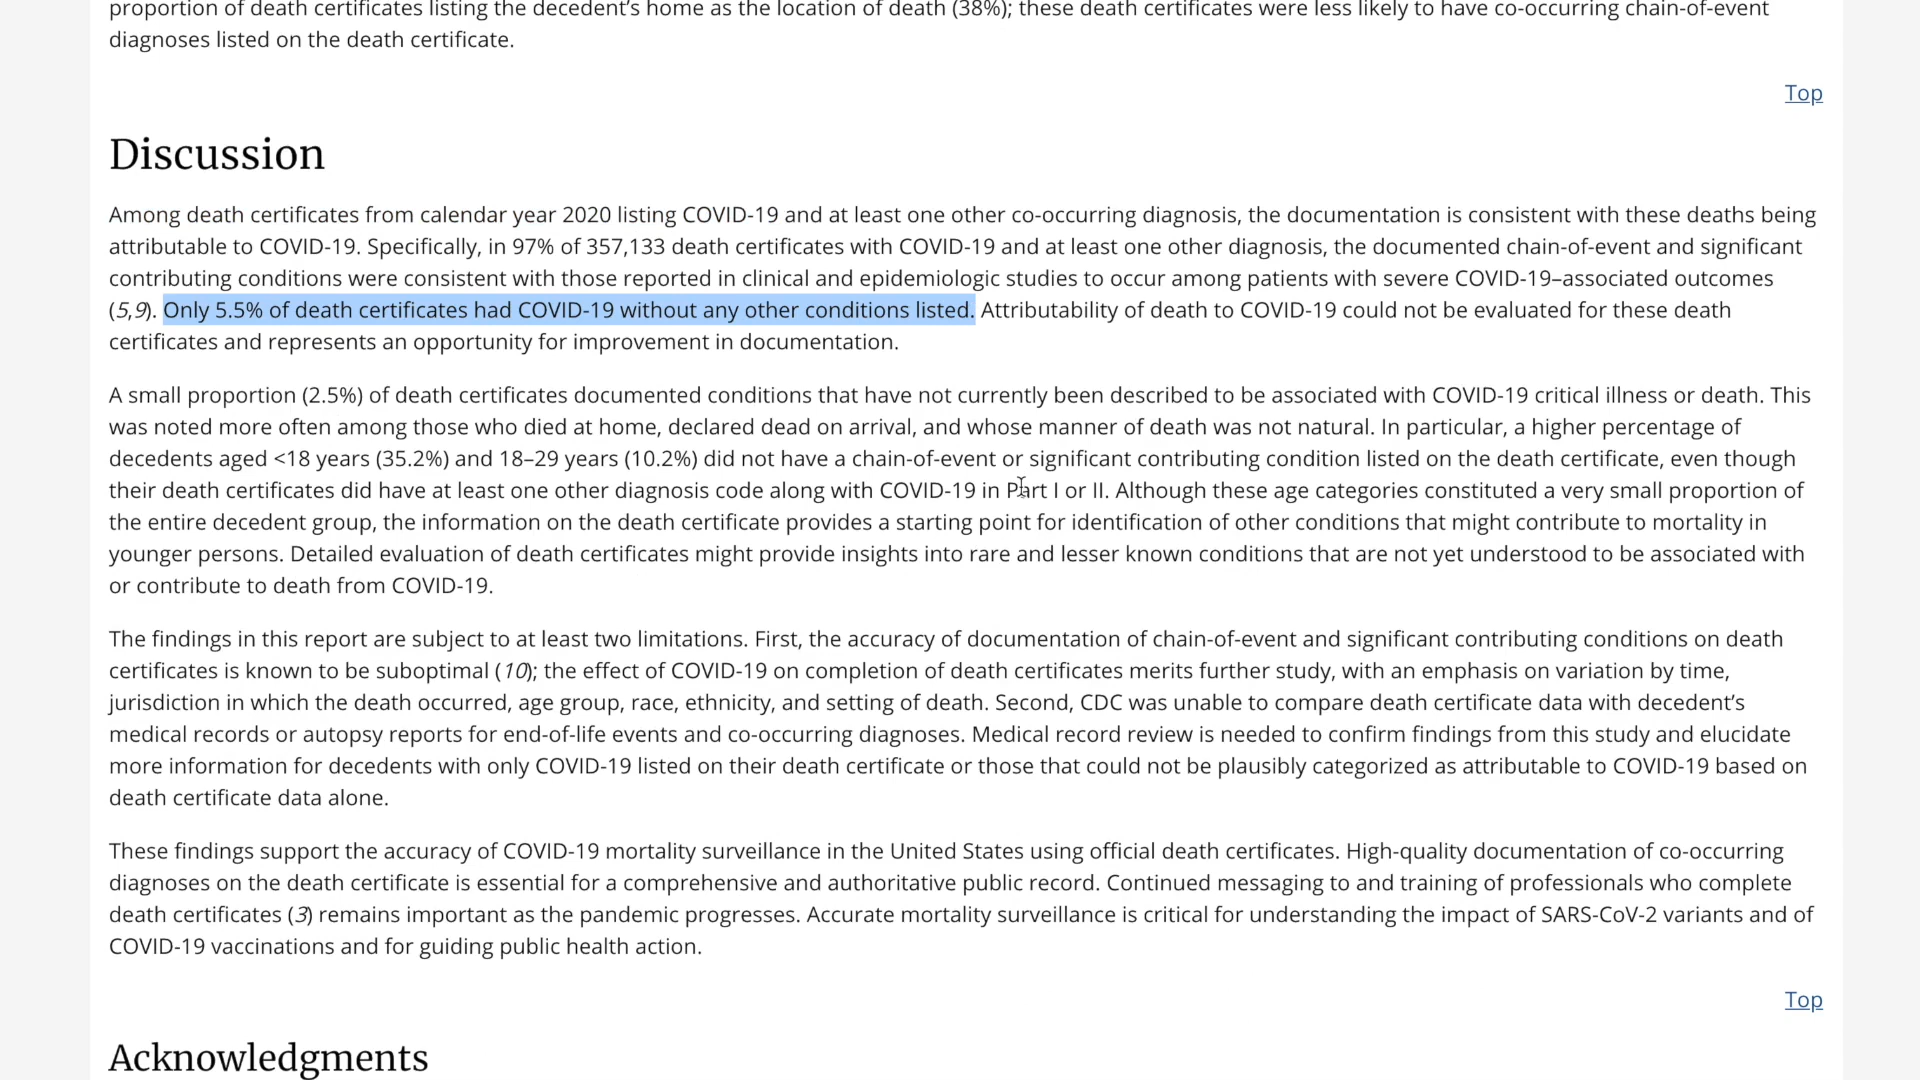 proportion of death certificates listing the decedent’s home as the location of death (38%); these death certificates were less likely to have co-occurring chain-of-event
diagnoses listed on the death certificate.
Top
Discussion
Among death certificates from calendar year 2020 listing COVID-19 and at least one other co-occurring diagnosis, the documentation is consistent with these deaths being
attributable to COVID-19. Specifically, in 97% of 357,133 death certificates with COVID-19 and at least one other diagnosis, the documented chain-of-event and significant
contributing conditions were consistent with those reported in clinical and epidemiologic studies to occur among patients with severe COVID-19–associated outcomes
(5,9). Only 5.5% of death certificates had COVID-19 without any other conditions listed. Attributability of death to COVID-19 could not be evaluated for these death
certificates and represents an opportunity for improvement in documentation.
A small proportion (2.5%) of death certificates documented conditions that have not currently been described to be associated with COVID-19 critical illness or death. This
was noted more often among those who died at home, declared dead on arrival, and whose manner of death was not natural. In particular, a higher percentage of
decedents aged <18 years (35.2%) and 18–29 years (10.2%) did not have a chain-of-event or significant contributing condition listed on the death certificate, even though
their death certificates did have at least one other diagnosis code along with COVID-19 in Part I or II. Although these age categories constituted a very small proportion of
the entire decedent group, the information on the death certificate provides a starting point for identification of other conditions that might contribute to mortality in
younger persons. Detailed evaluation of death certificates might provide insights into rare and lesser known conditions that are not yet understood to be associated with
or contribute to death from COVID-19.
The findings in this report are subject to at least two limitations. First, the accuracy of documentation of chain-of-event and significant contributing conditions on death
certificates is known to be suboptimal (10); the effect of COVID-19 on completion of death certificates merits further study, with an emphasis on variation by time,
jurisdiction in which the death occurred, age group, race, ethnicity, and setting of death. Second, CDC was unable to compare death certificate data with decedent’s
medical records or autopsy reports for end-of-life events and co-occurring diagnoses. Medical record review is needed to confirm findings from this study and elucidate
more information for decedents with only COVID-19 listed on their death certificate or those that could not be plausibly categorized as attributable to COVID-19 based on
death certificate data alone.
These findings support the accuracy of COVID-19 mortality surveillance in the United States using official death certificates. High-quality documentation of co-occurring
diagnoses on the death certificate is essential for a comprehensive and authoritative public record. Continued messaging to and training of professionals who complete
death certificates (3) remains important as the pandemic progresses. Accurate mortality surveillance is critical for understanding the impact of SARS-CoV-2 variants and of
COVID-19 vaccinations and for guiding public health action.
Top
Acknowledgments